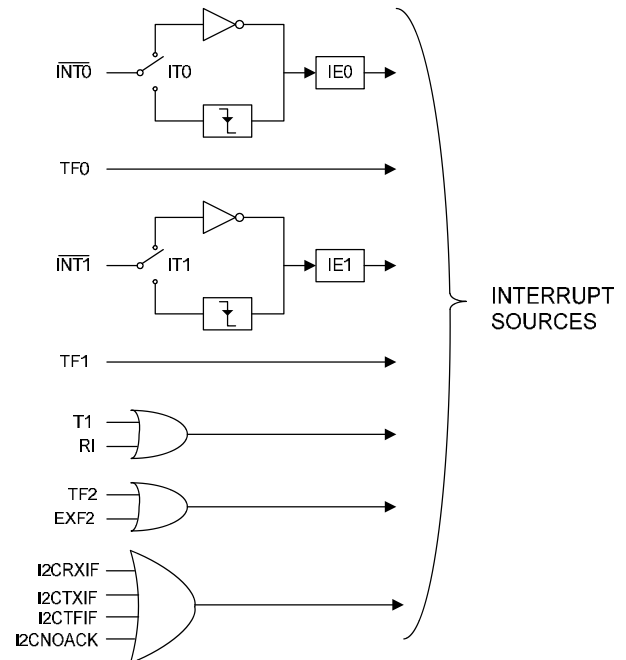 INT0
IT0
IE0
TF0
INT1
IT1
IE1
INTERRUPT
SOURCES
TF1
T1
RI
TF2
EXF2
I2CRXIF
I2CTXIF
I2CTFIF
I2CNOACK